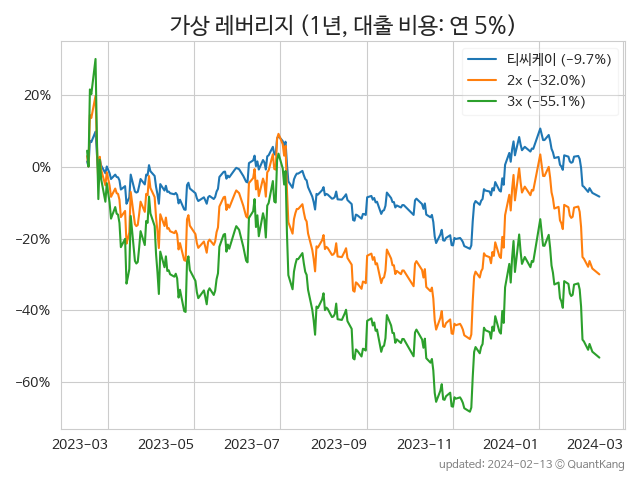 가상 레버리지 (1년, 대출 비용: 연 5%)
티씨케이 (−9.7%)
2x (−32.0%)
3x (−55.1%)
20%
0%
−20%
−40%
−60%
2023−03 2023−05 2023−07 2023−09 2023−11 2024−01 2024−03
updated: 2024-02-13 © QuantKang